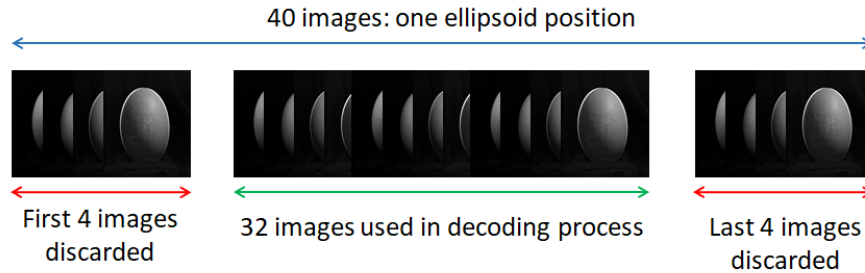 40 images: one ellipsoid position
First 4 images
discarded
32 images used in decoding process
Last 4 images
discarded